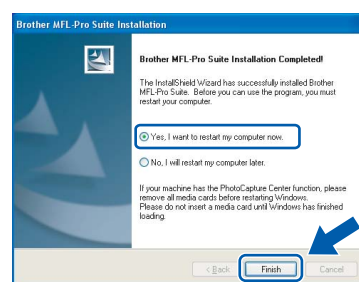 Brother MFL-Pro Suite Installation
Brother MFL-Pro Suite Installation Completed!
The InstallShield Wizard has successfully installed Brother
MFL-Pro Suite. Before you can use the program, you must
restart your computer.
Yes, I want to restart my computer now.
No, I will restart my computer later.
If your machine has the PhotoCapture Center function, please
remove all media cards before restarting Windows.
Please do not insert a media card until Windows has finished
loading.
< Back Finish Cancel